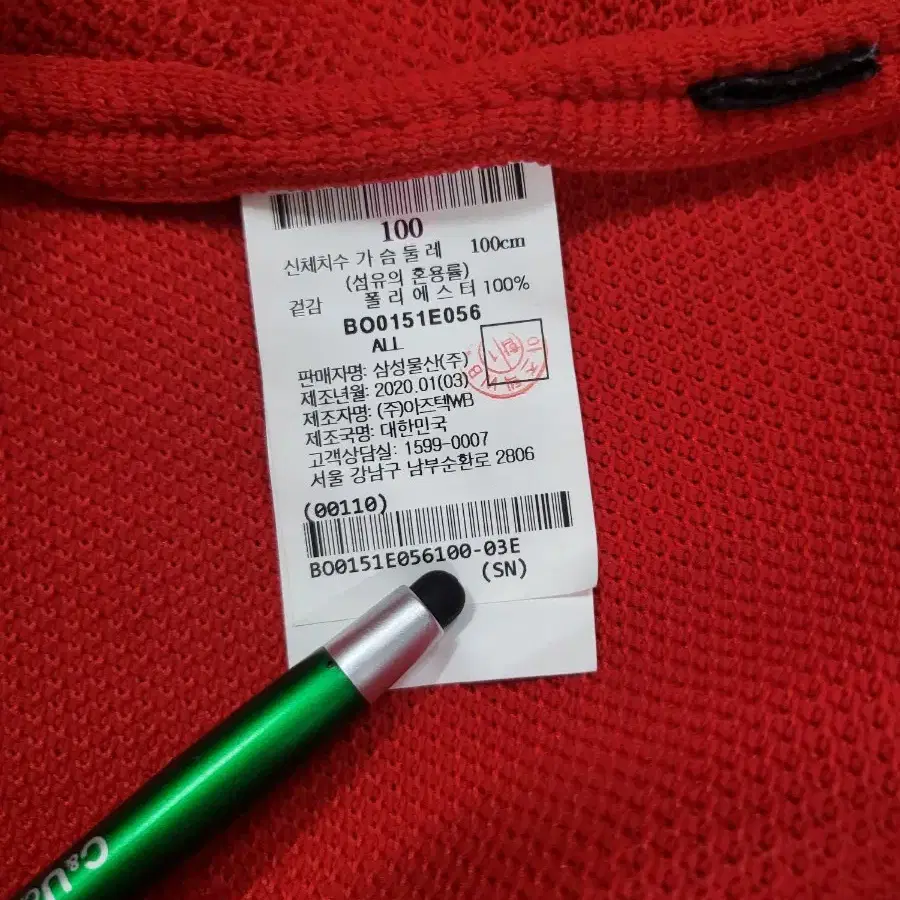 100
신체치수 가슴둘레 100cm
(섬유의 혼용률)
겉감 폴리에스터 100%
BO0151E056
ALL
판매자명: 삼성물산(주)
제조년월: 2020.01(03)
제조자명: (주)아즈텍WB
제조국명: 대한민국
고객상담실: 1599-0007
서울 강남구 남부순환로 2806
(00110)
BO0151E056100-03E
(SN)